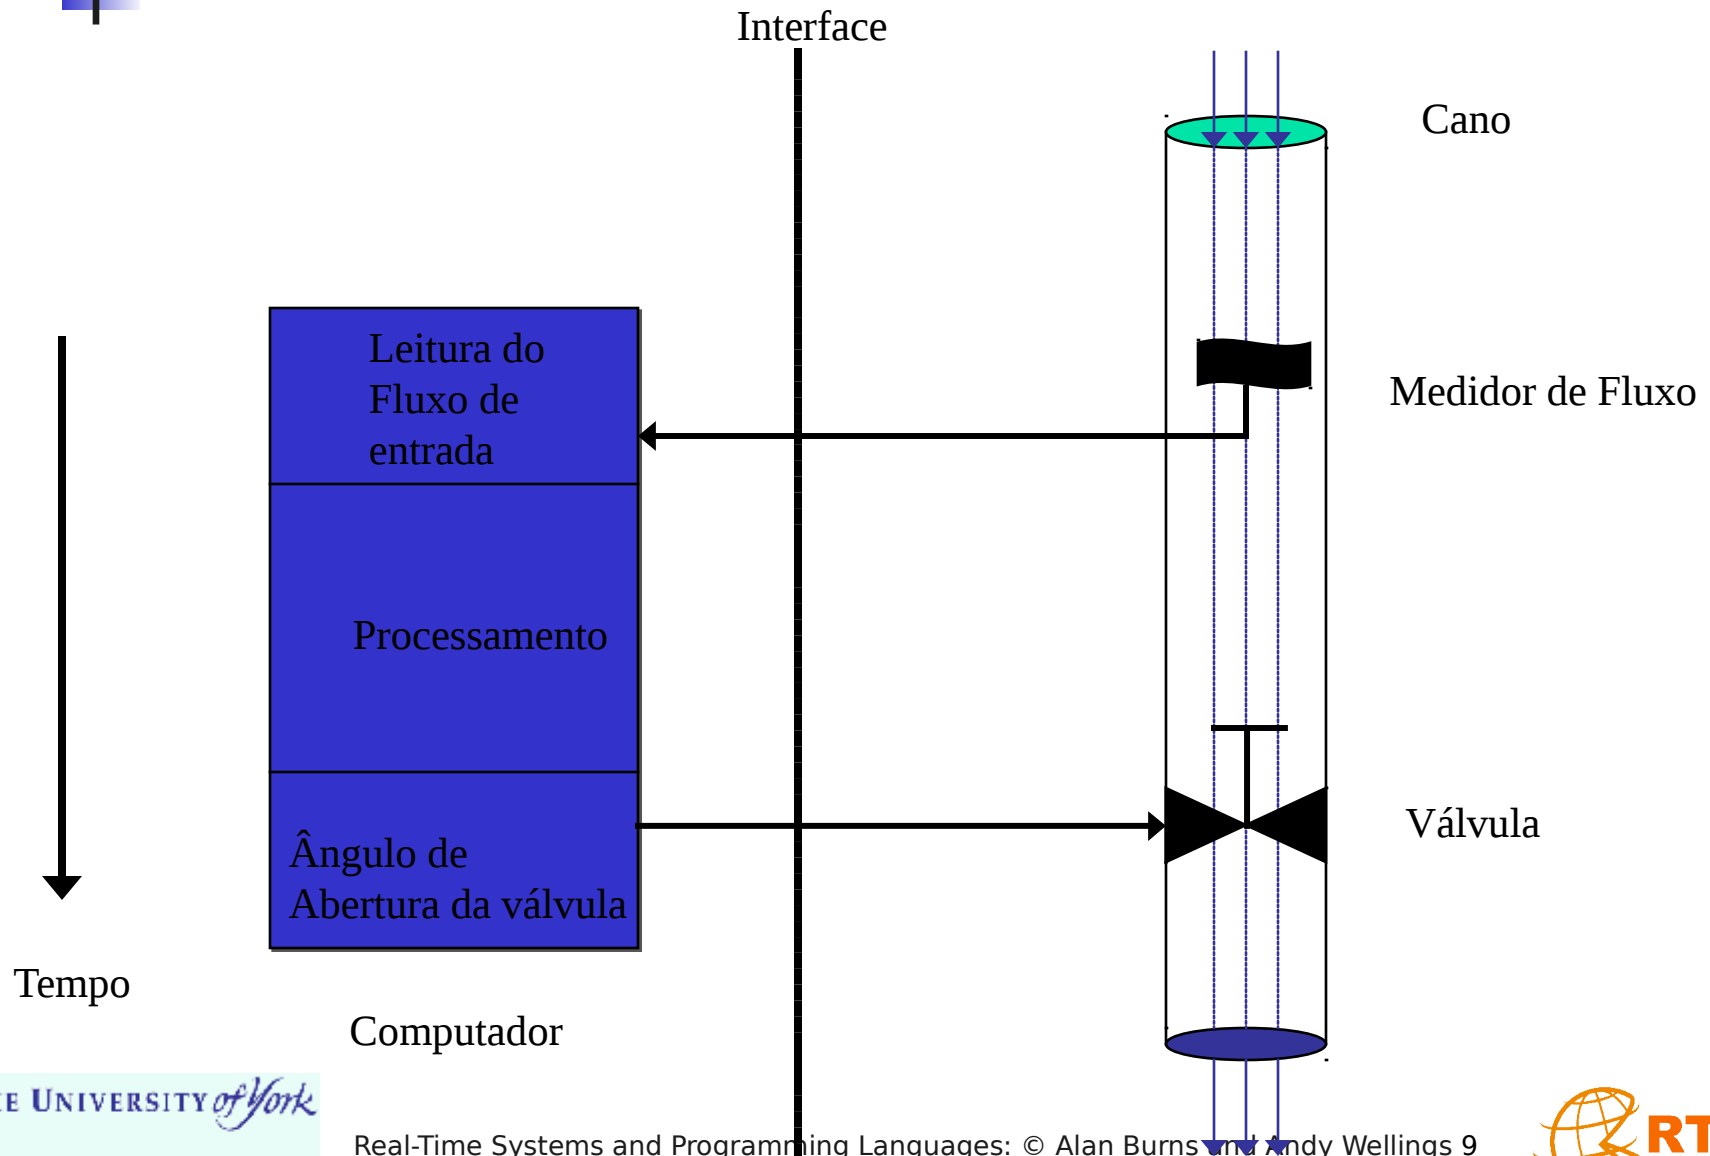 Interface
Cano
Leitura do
Fluxo de
entrada
Medidor de Fluxo
Processamento
Válvula
Ângulo de
Abertura da válvula
Tempo
Computador
UNIVERSITY of York
Real-Time Systems and Programming Languages: © Alan Burns and Andy Wellings 9
RT